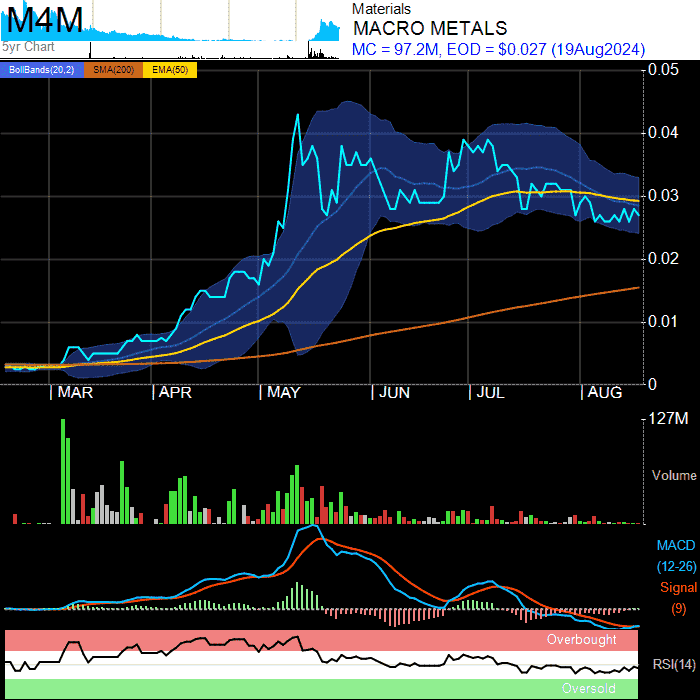 M4M
5yr Chart
Materials
MACRO METALS
MC = 97.2M, EOD = $0.027 (19Aug2024)
BollBands(20,2) SMA(200) EMA(50)
0.05
0.04
0.03
0.02
0.01
0
MAR APR MAY JUN JUL AUG
127M
Volume
MACD
(12-26)
Signal
(9)
Overbought
RSI(14)
Oversold